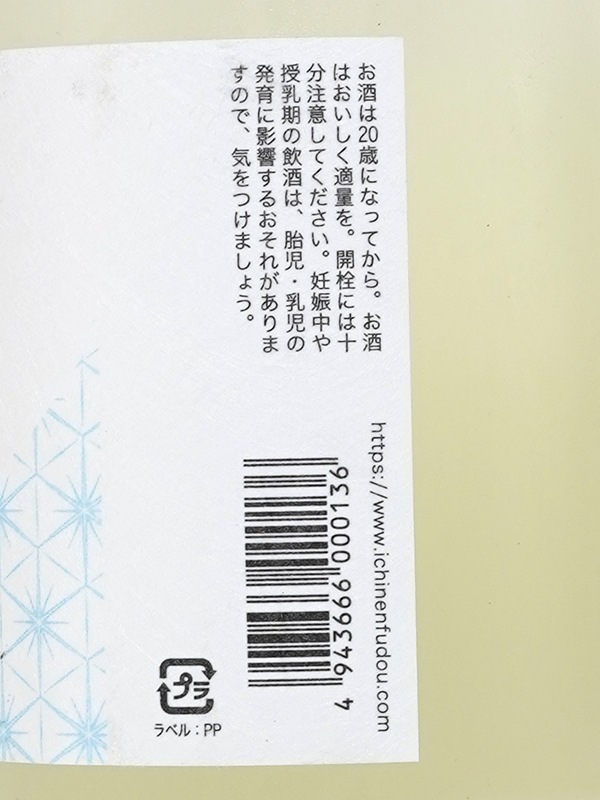 お酒は20歳になってから。お酒
はおいしく適量を。開栓には十
分注意してください。妊娠中や
授乳期の飲酒は、胎児・乳児の
発育に影響するおそれがありま
すので、気をつけましょう。
https://www.ichinenfudou.com
4 943666 000136
プラ
ラベル：PP